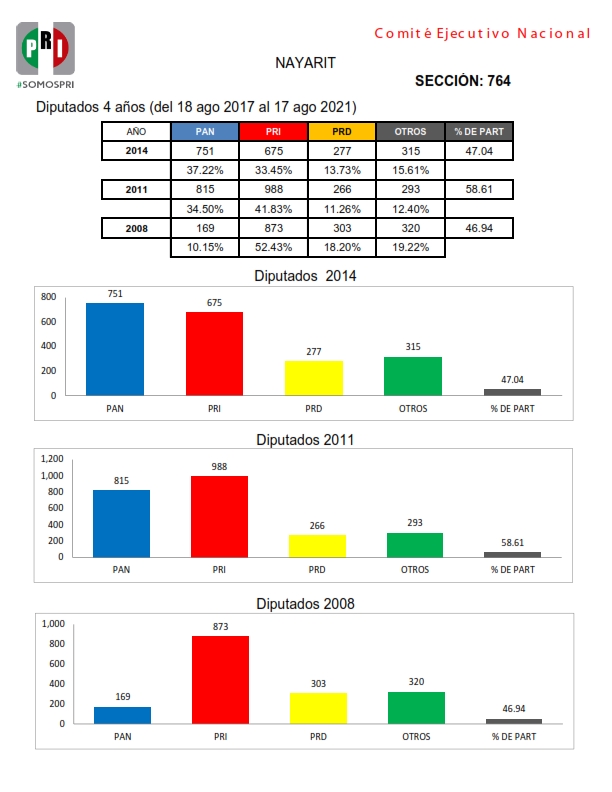 Comité Ejecutivo Nacional
PRI
#SOMOSPRI
NAYARIT
SECCIÓN: 764
Diputados 4 años (del 18 ago 2017 al 17 ago 2021)
AÑO PAN PRI PRD OTROS % DE PART
2014 751 675 277 315 47.04
37.22% 33.45% 13.73% 15.61%
2011 815 988 266 293 58.61
34.50% 41.83% 11.26% 12.40%
2008 169 873 303 320 46.94
10.15% 52.43% 18.20% 19.22%
Diputados 2014
800
600
400
200
0
751 675 277 315 47.04
PAN PRI PRD OTROS % DE PART
Diputados 2011
1,200
1,000
800
600
400
200
0
815 988 266 293 58.61
PAN PRI PRD OTROS % DE PART
Diputados 2008
1,000
800
600
400
200
0
169 873 303 320 46.94
PAN PRI PRD OTROS % DE PART